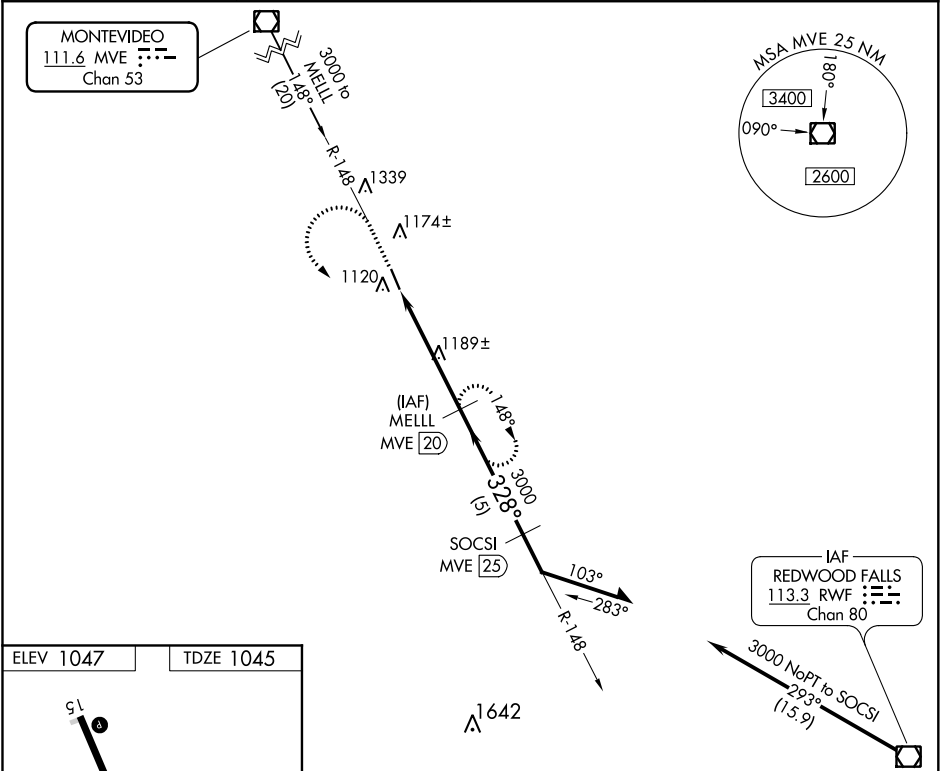 MONTEVIDEO
111.6 MVE
Chan 53
3000 to
MELLL
148°
(20)
R-148
MSA MVE 25 NM
180°
3400
090°
2600
1339
1174±
1120
1189±
(IAF)
MELLL
MVE 20
148°
3000
328°
(5)
SOCSI
MVE 25
103°
283°
R-148
IAF
REDWOOD FALLS
113.3 RWF
Chan 80
3000 NoPT to SOCSI
293°
(15.9)
1642
ELEV 1047
TDZE 1045
15
P